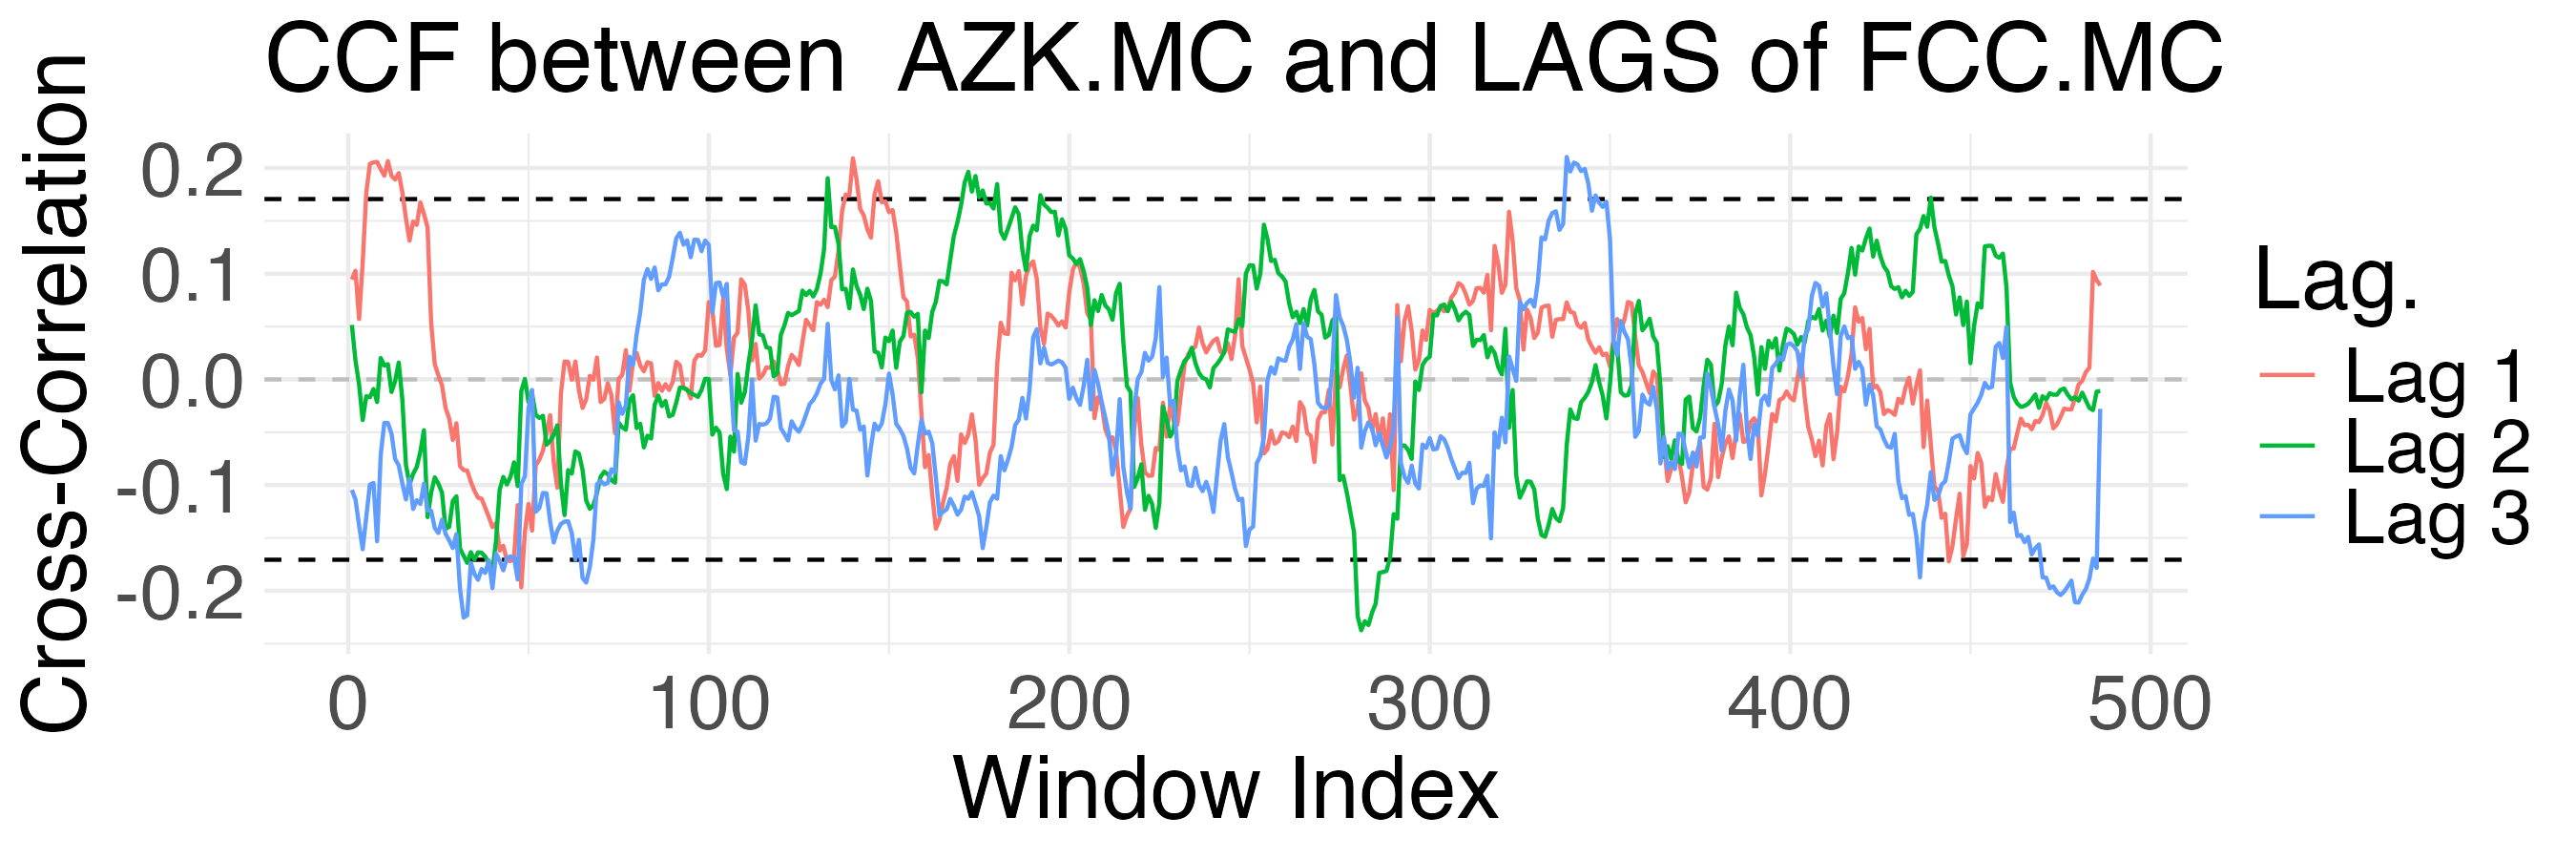 CCF between  AZK.MC and LAGS of FCC.MC
Cross-Correlation
0.2
0.1
0.0
-0.1
-0.2
0 100 200 300 400 500
Window Index
Lag.
Lag 1
Lag 2
Lag 3